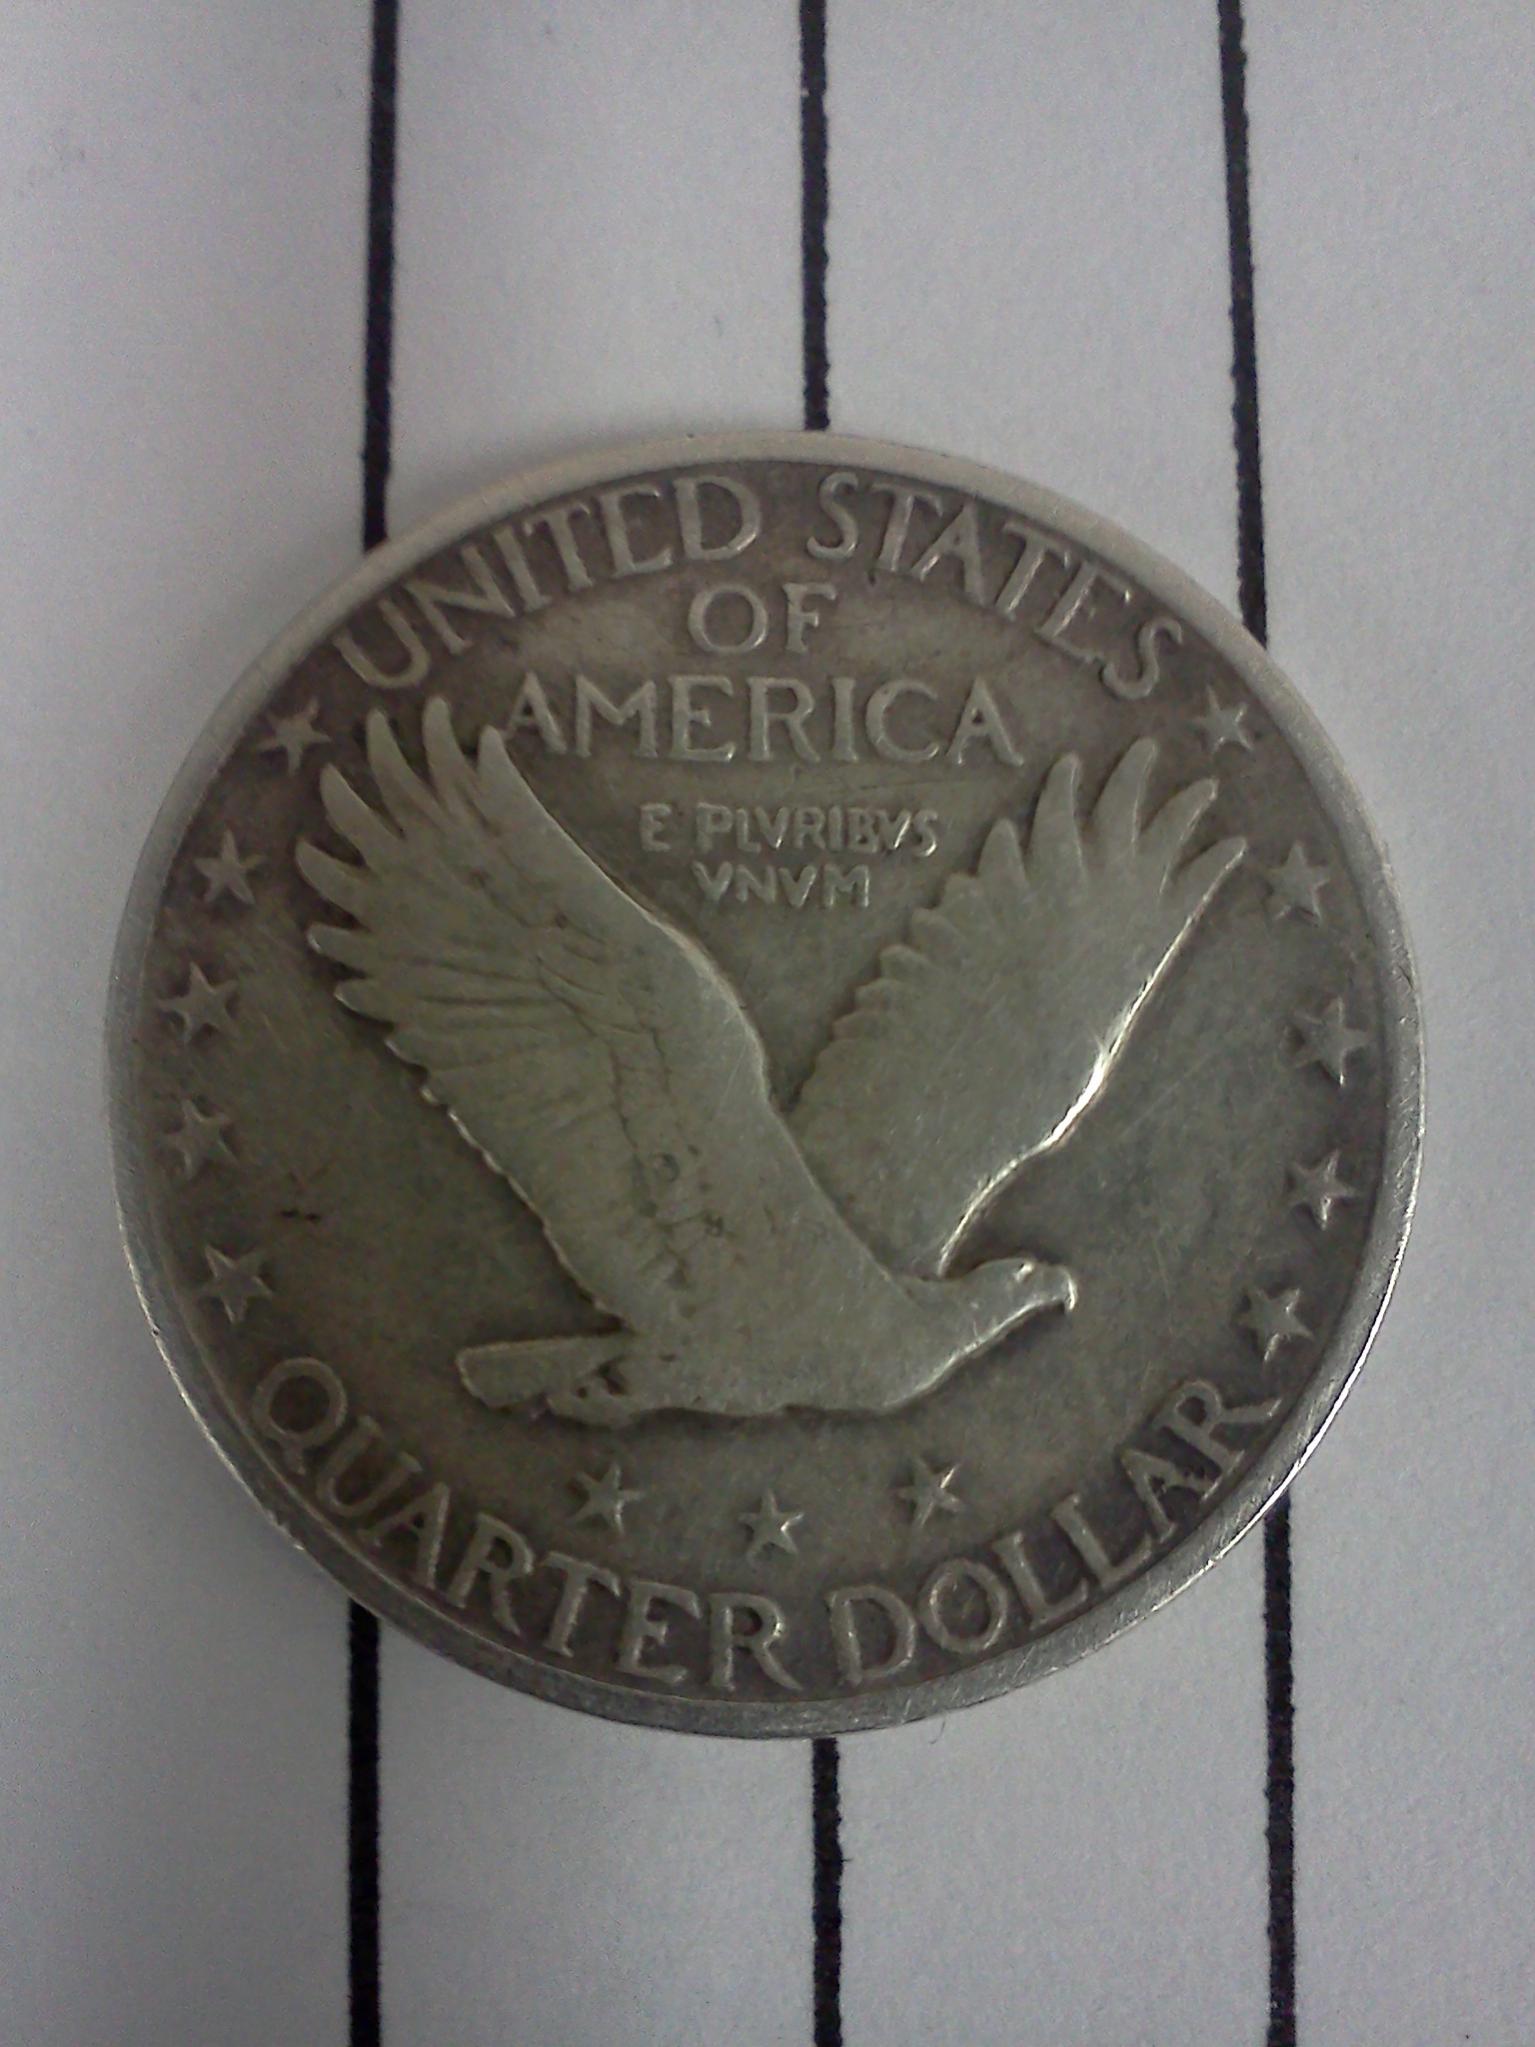 UNITED STATES
OF
AMERICA
E PLVRIBVS
VNVM
QUARTER DOLLAR